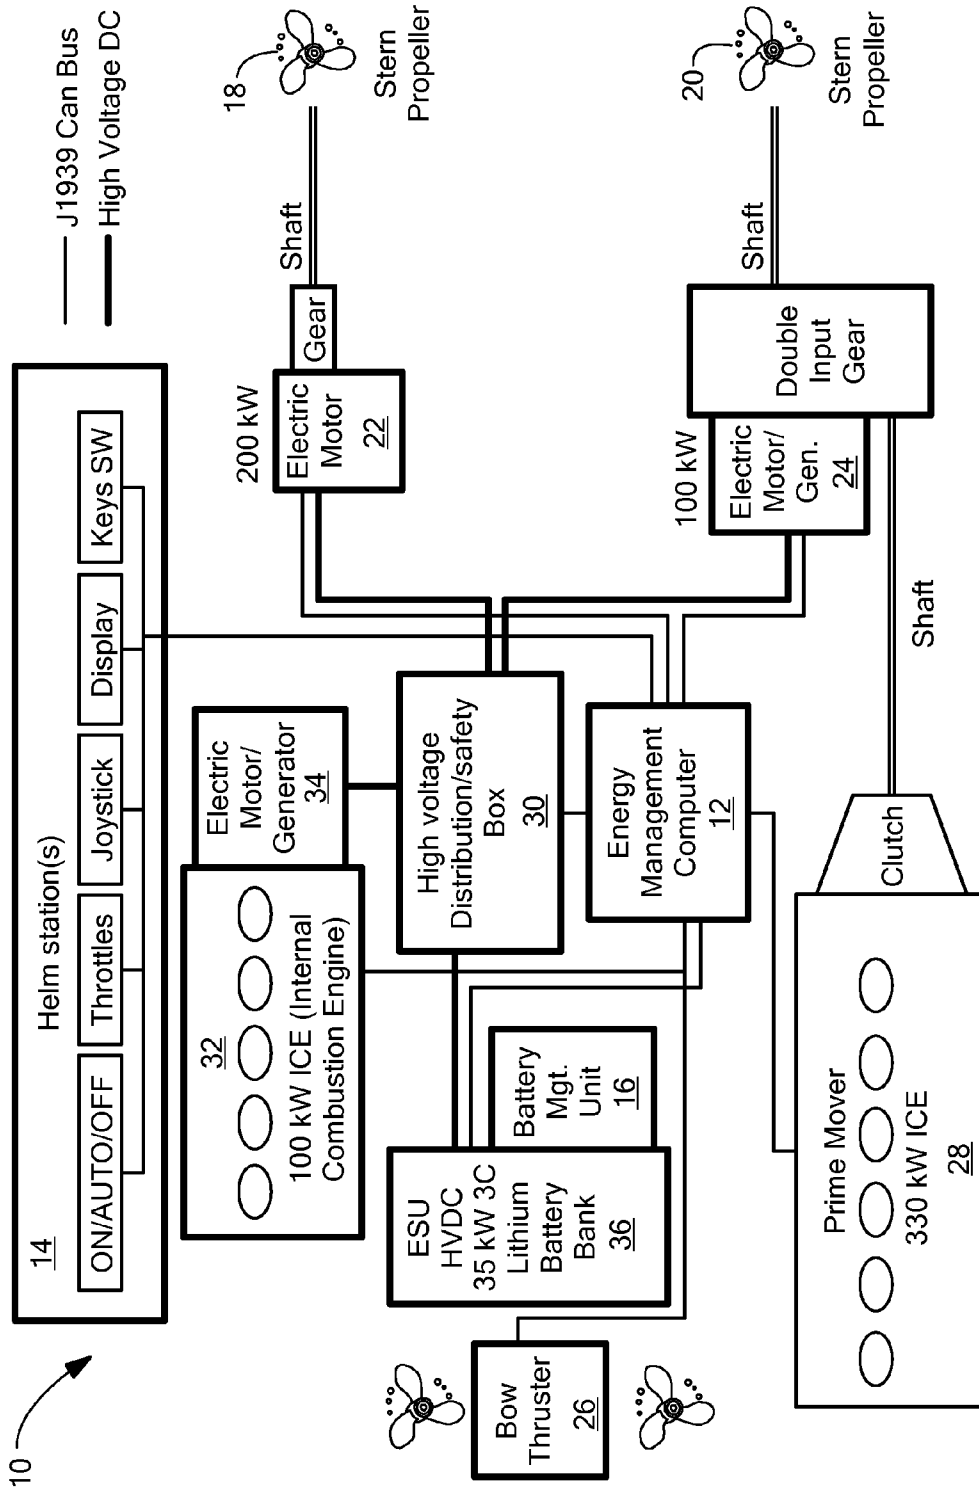 10
J1939 Can Bus
High Voltage DC
Helm station(s)
14
ON/AUTO/OFF
Throttles
Joystick
Display
Keys SW
18
Stern
Propeller
Shaft
Gear
200 kW
Electric
Motor
22
20
Stern
Propeller
Shaft
Double
Input
Gear
100 kW
Electric
Motor/
Gen.
24
Shaft
Electric
Motor/
Generator
34
32
100 kW ICE (Internal
Combustion Engine)
High voltage
Distribution/safety
Box
30
Energy
Management
Computer
12
ESU
HVDC
35 kW 3C
Lithium
Battery
Bank
36
Battery
Mgt.
Unit
16
Bow
Thruster
26
Clutch
Prime Mover
330 kW ICE
28